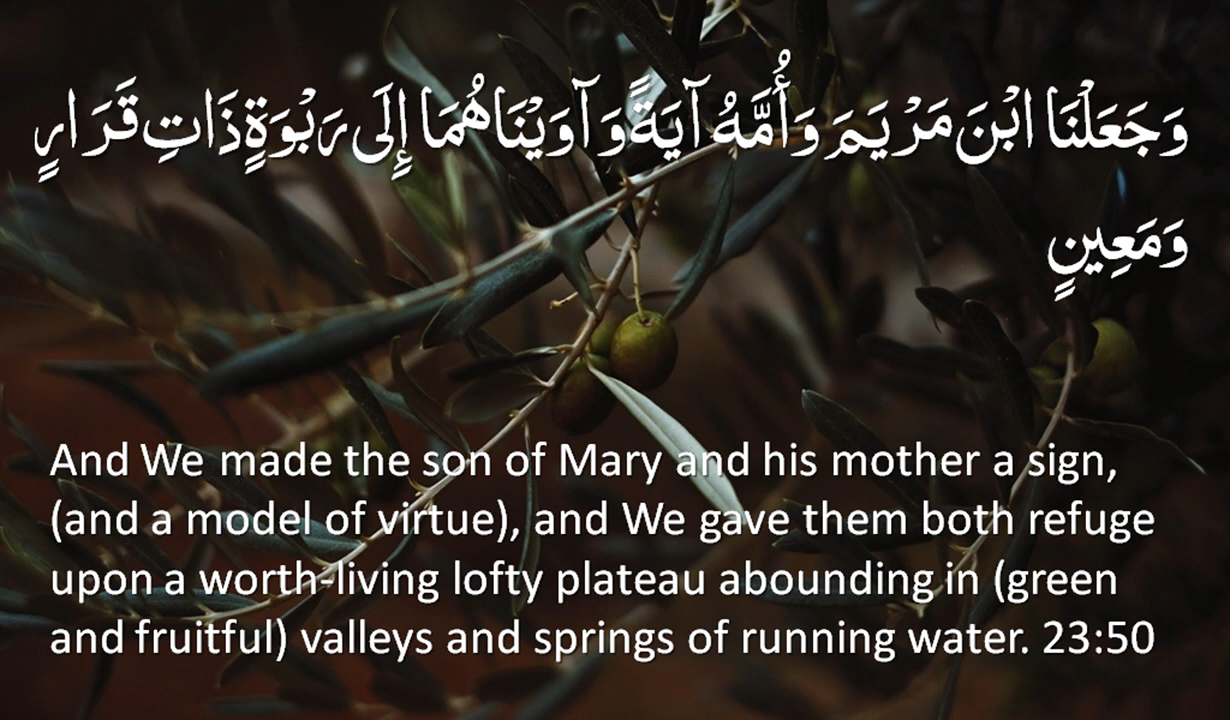 وَجَعَلْنَا ابْنَ مَرْيَمَ وَأُمَّهُ آيَةً وَآوَيْنَاهُمَا إِلَى رَبْوَةٍ ذَاتِ قَرَارٍ
وَمَعِينٍ
And We made the son of Mary and his mother a sign,
(and a model of virtue), and We gave them both refuge
upon a worth-living lofty plateau abounding in (green
and fruitful) valleys and springs of running water. 23:50